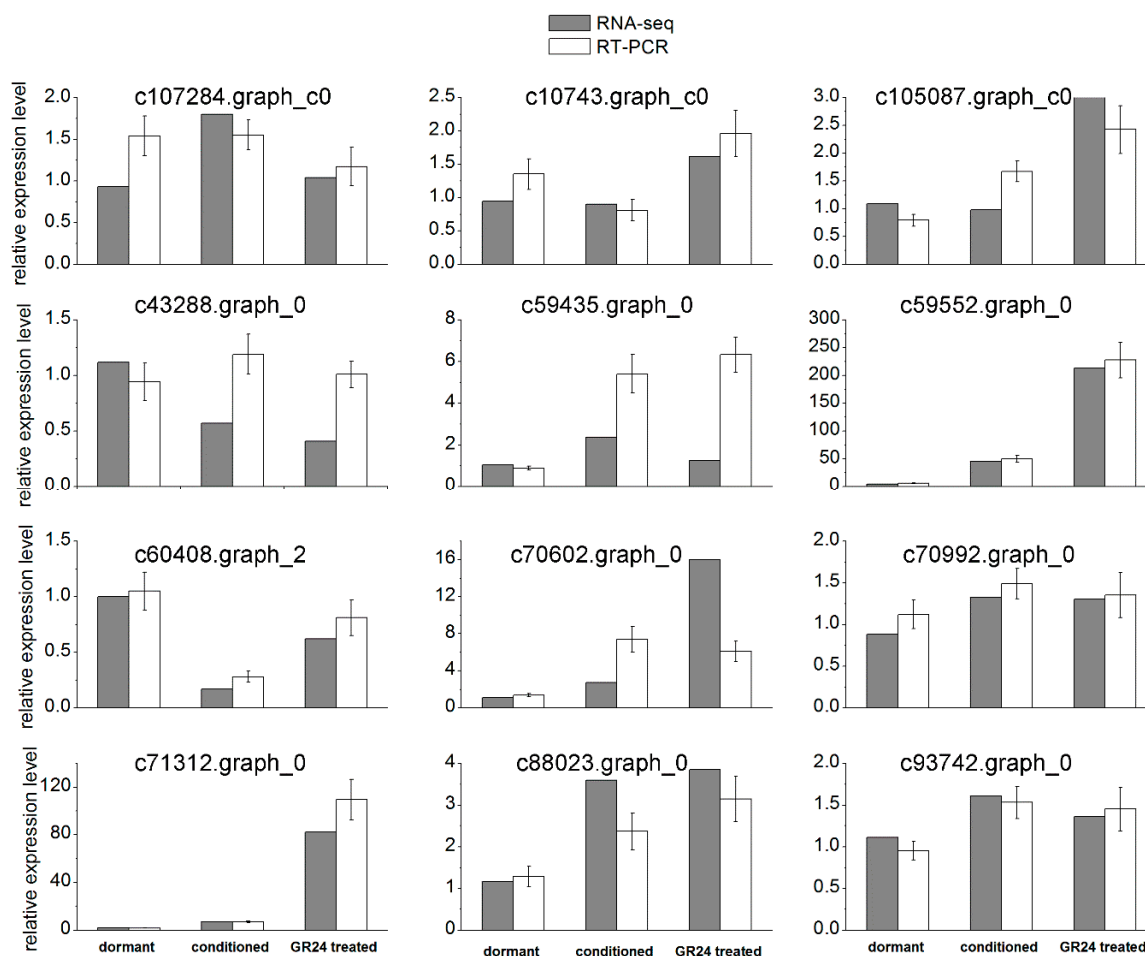 RNA-seq
RT-PCR
relative expression level
c107284.graph_c0
2.0
1.5
1.0
0.5
0.0
c10743.graph_c0
2.5
2.0
1.5
1.0
0.5
0.0
c105087.graph_c0
3.0
2.5
2.0
1.5
1.0
0.5
0.0
relative expression level
c43288.graph_0
1.5
1.0
0.5
0.0
c59435.graph_0
8
6
4
2
0
c59552.graph_0
300
250
200
150
100
50
0
relative expression level
c60408.graph_2
1.5
1.0
0.5
0.0
c70602.graph_0
16
12
8
4
0
c70992.graph_0
2.0
1.5
1.0
0.5
0.0
relative expression level
c71312.graph_0
120
80
40
0
c88023.graph_0
4
3
2
1
0
c93742.graph_0
2.0
1.5
1.0
0.5
0.0
dormant conditioned GR24 treated
dormant conditioned GR24 treated
dormant conditioned GR24 treated